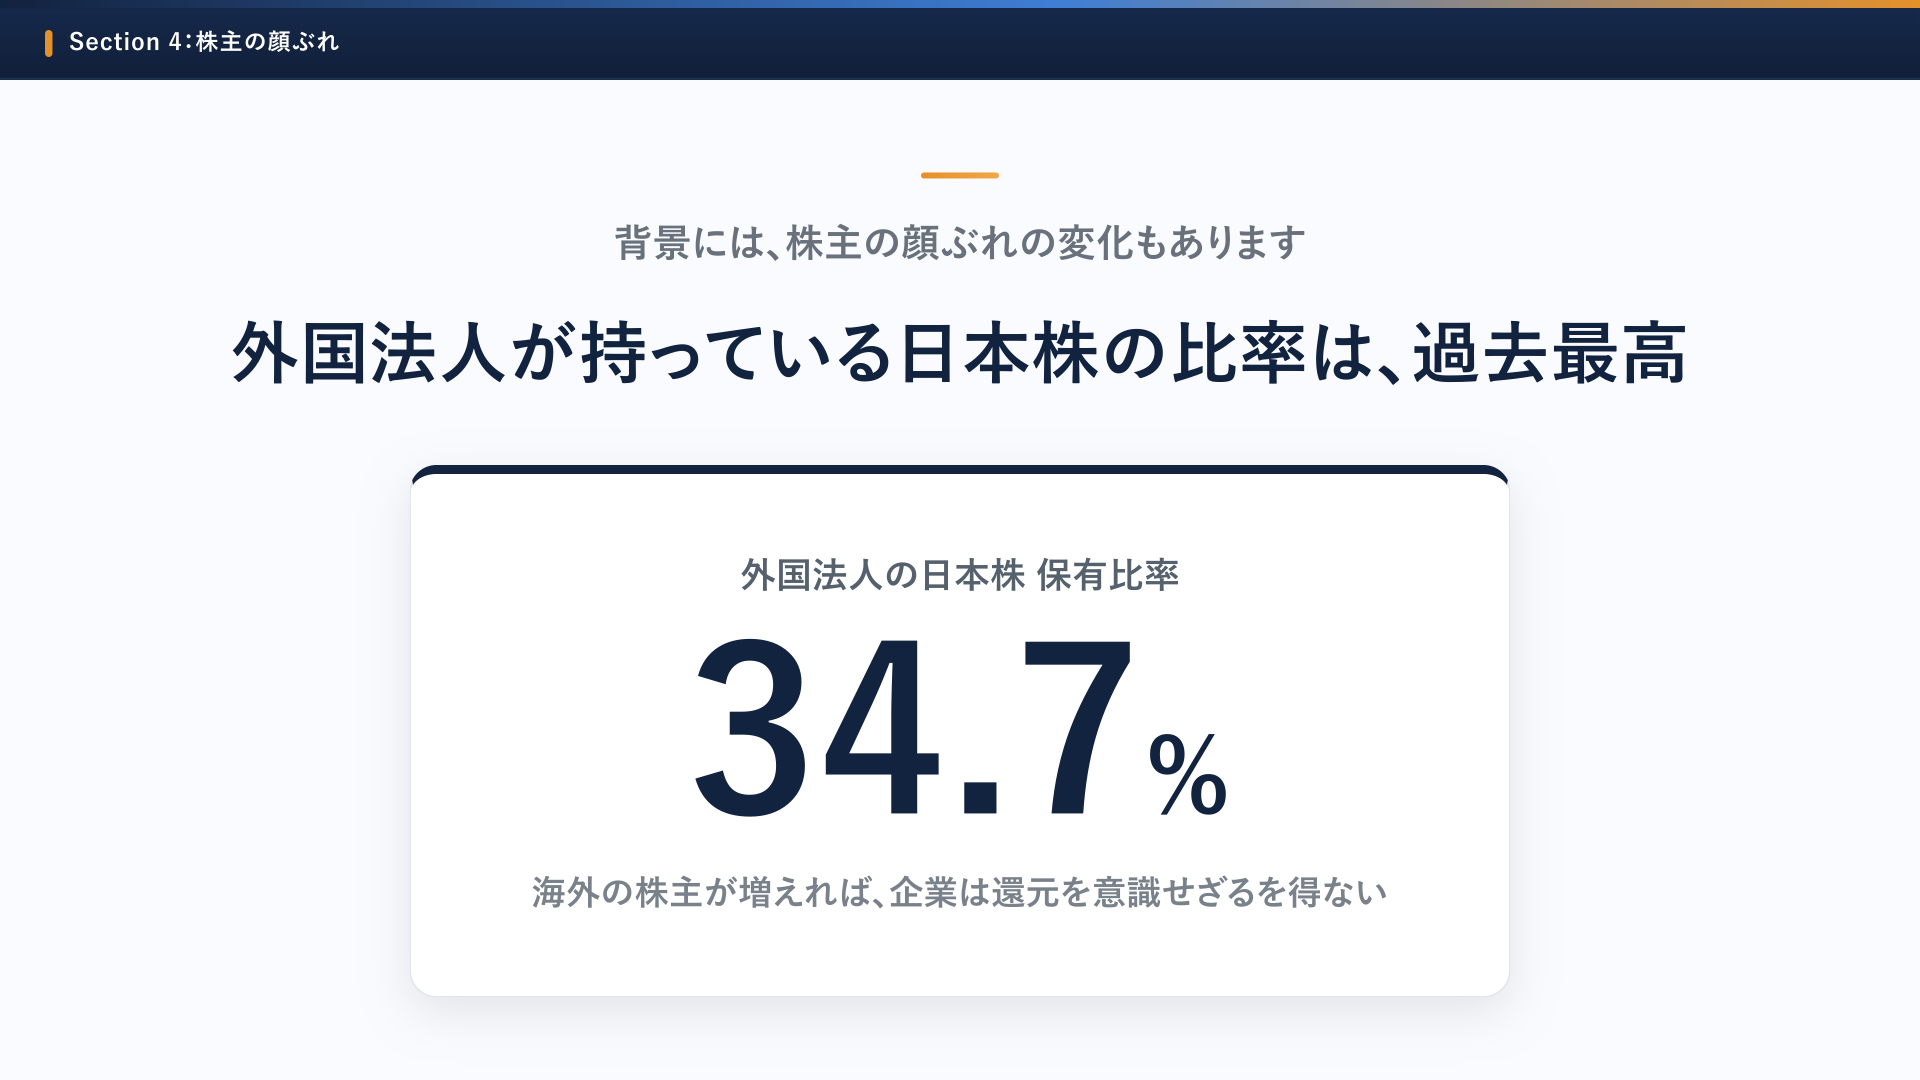 Section 4：株主の顔ぶれ
背景には、株主の顔ぶれの変化もあります
外国法人が持っている日本株の比率は、過去最高
外国法人の日本株 保有比率
34.7%
海外の株主が増えれば、企業は還元を意識せざるを得ない